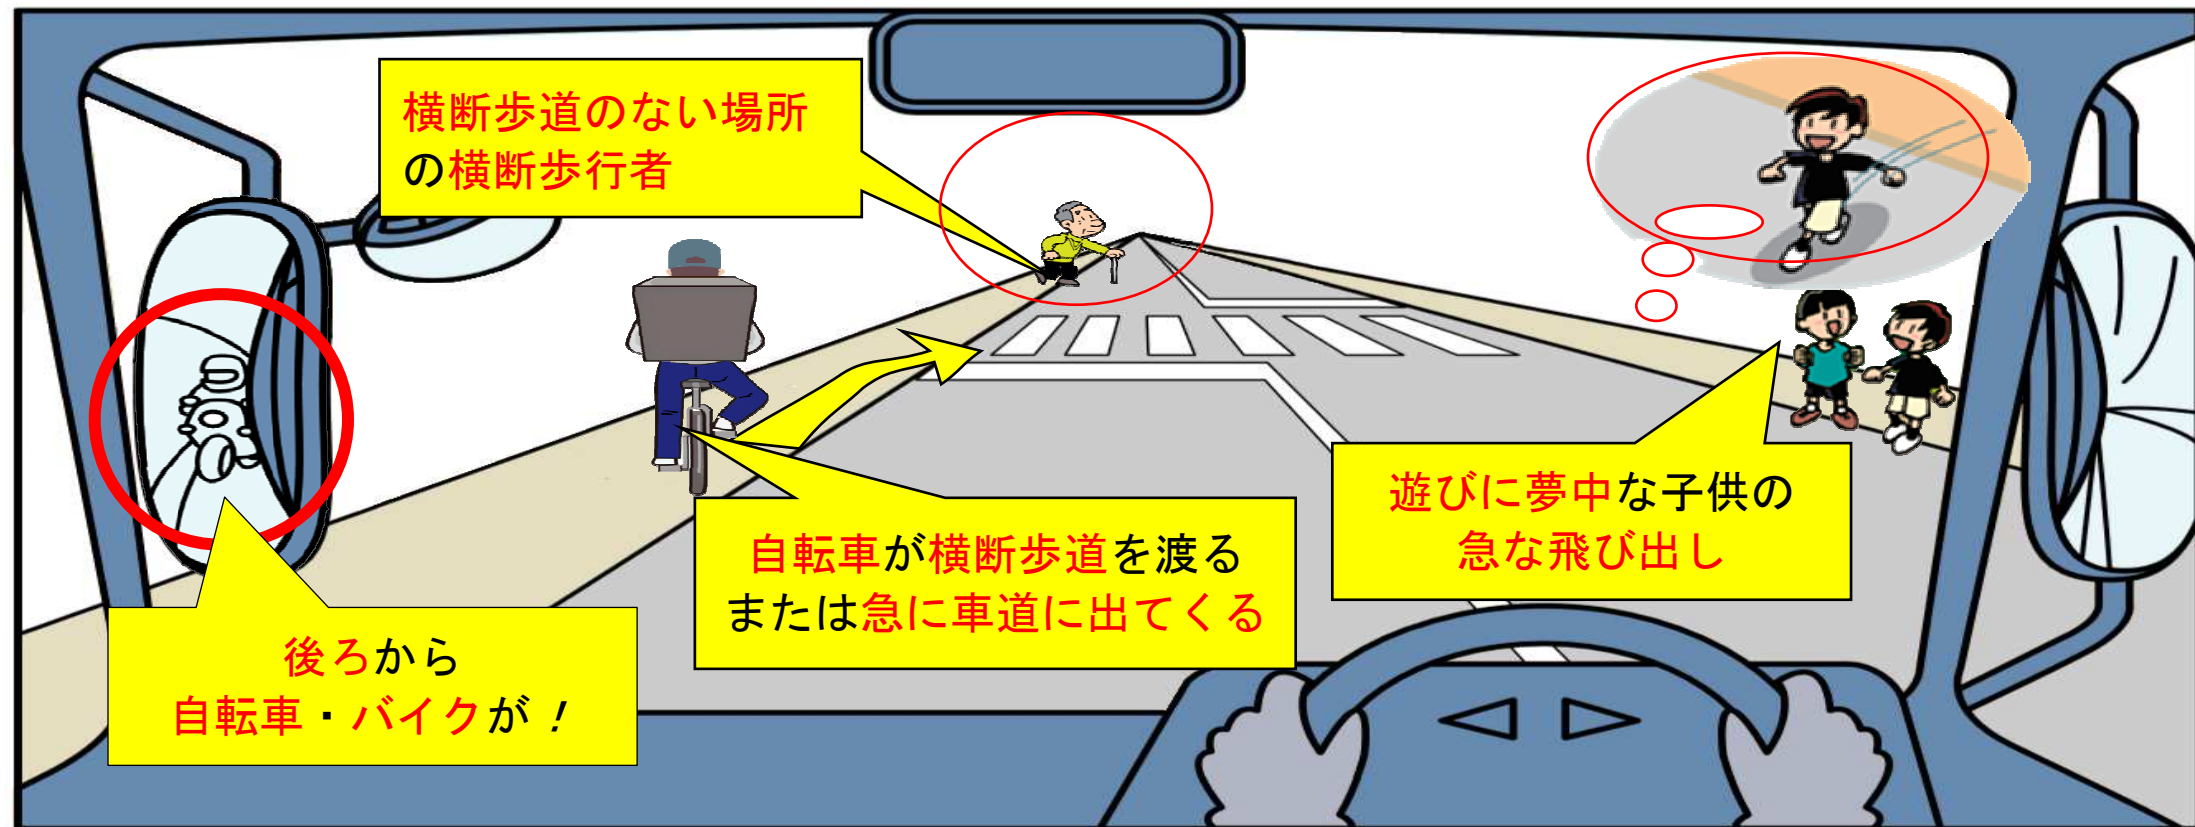 横断歩道のない場所
の横断歩行者
自転車が横断歩道を渡る
または急に車道に出てくる
遊びに夢中な子供の
急な飛び出し
後ろから
自転車・バイクが！